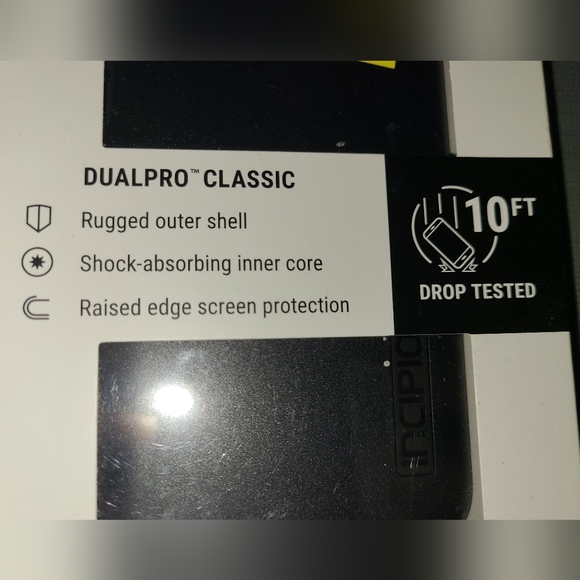 DUALPRO™ CLASSIC
Rugged outer shell
Shock-absorbing inner core
Raised edge screen protection
10FT
DROP TESTED
incipio